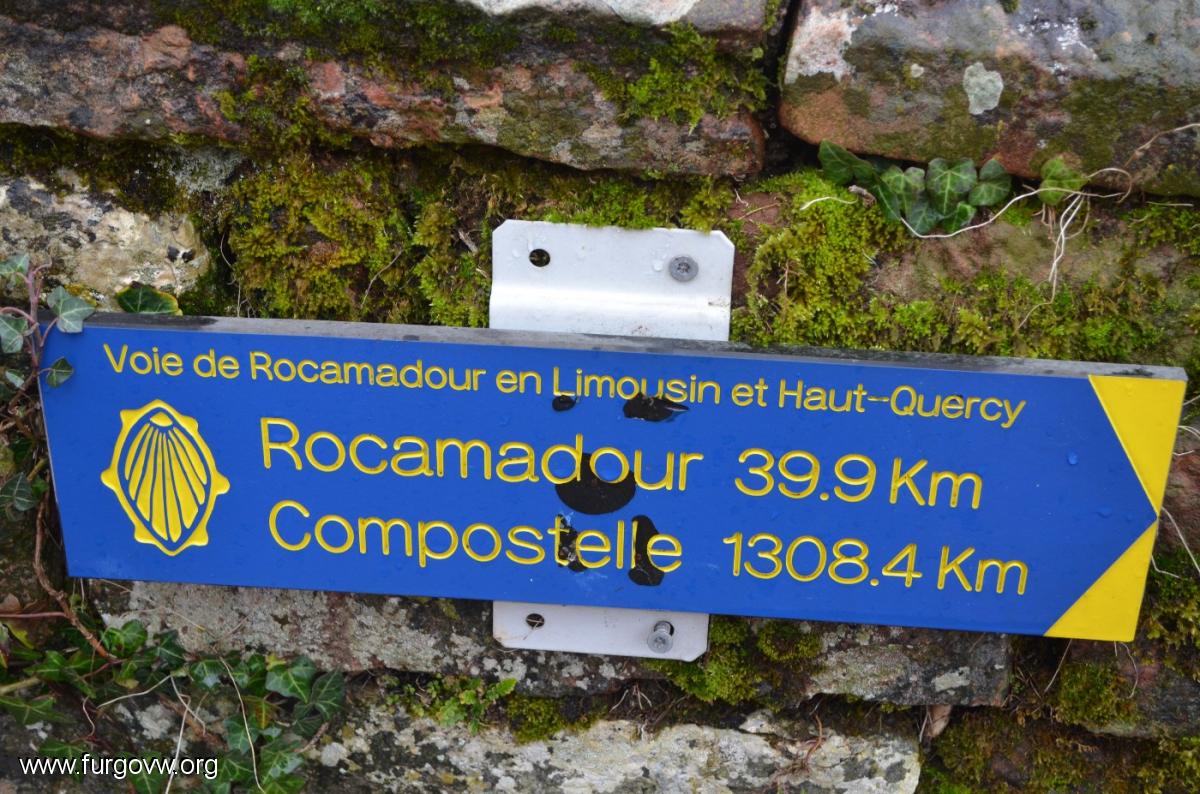 Voie de Rocamadour en Limousin et Haut-Quercy
Rocamadour 39.9 Km
Compostelle 1308.4 Km
www.furgovw.org